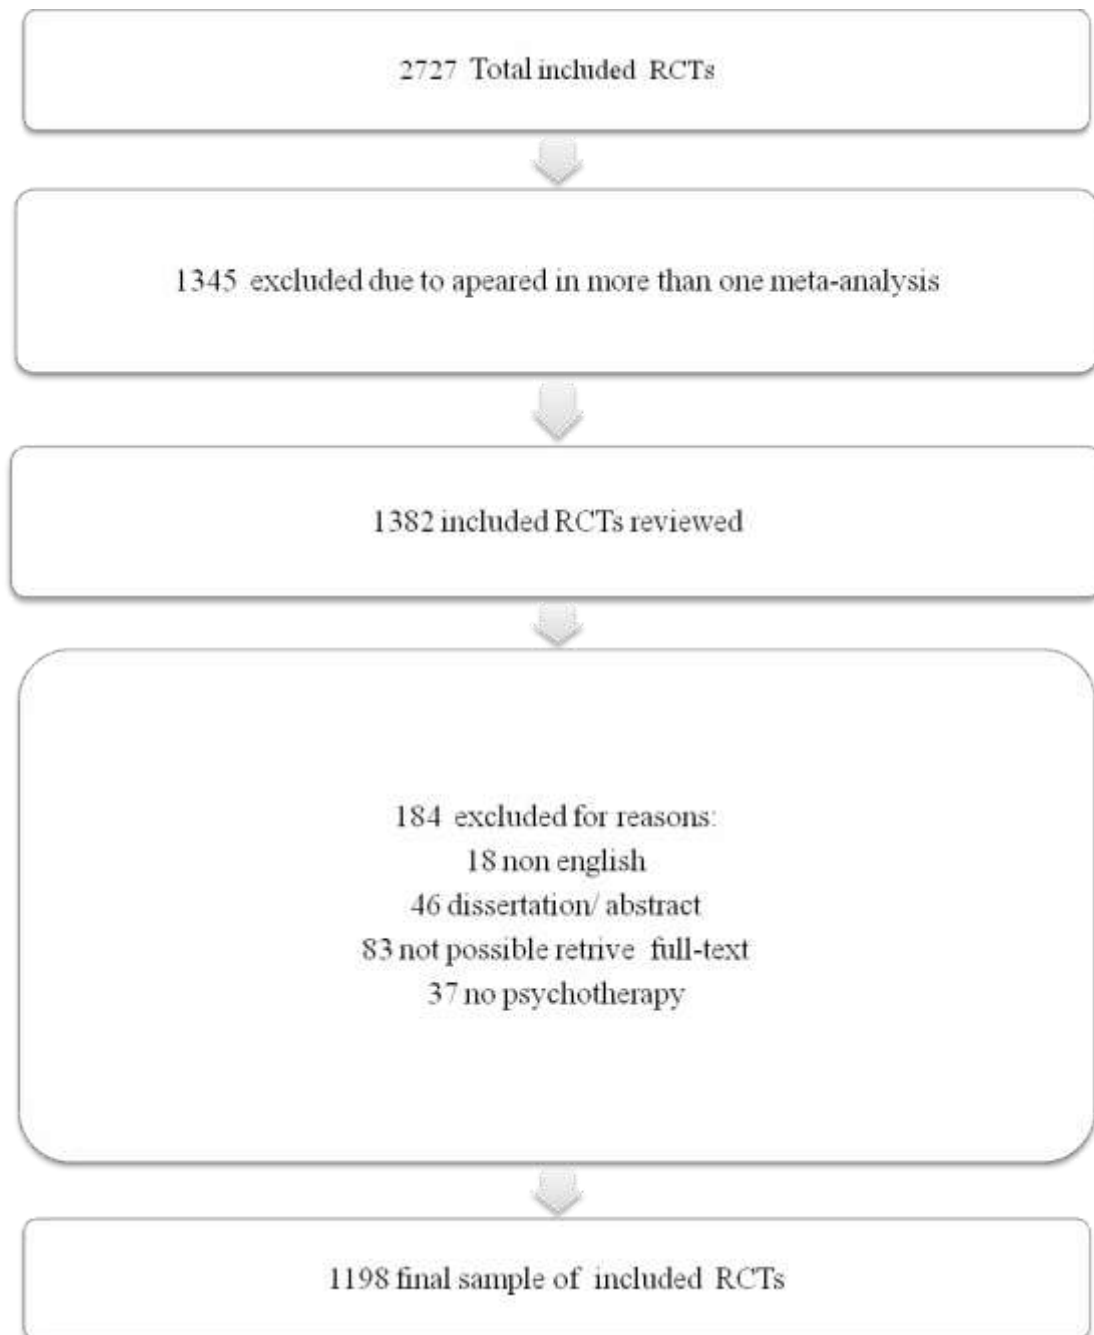 2727 Total included RCTs
1345 excluded due to apeared in more than one meta-analysis
1382 included RCTs reviewed
184 excluded for reasons:
18 non english
46 dissertation/ abstract
83 not possible retrive full-text
37 no psychotherapy
1198 final sample of included RCTs